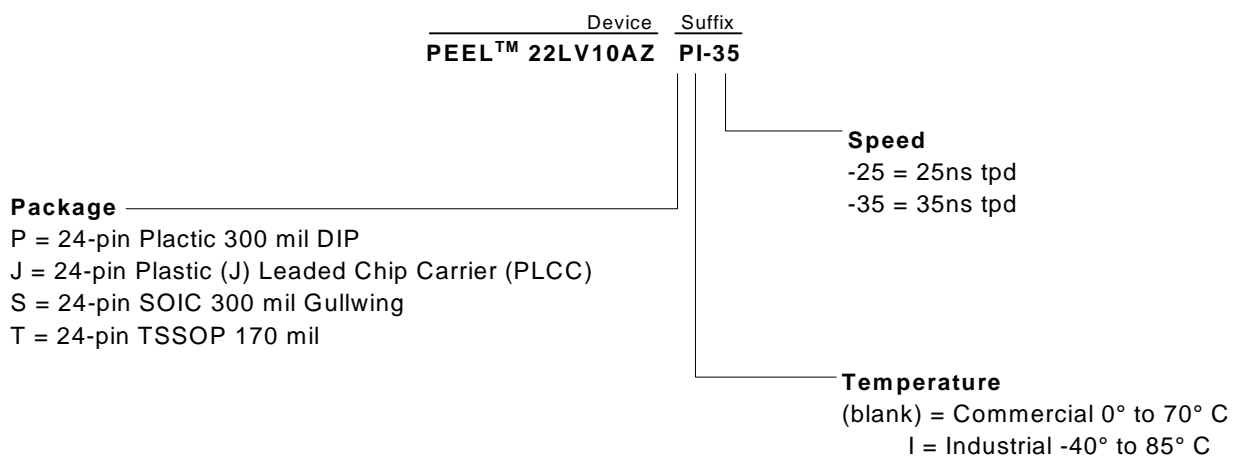 Device Suffix
PEEL™ 22LV10AZ PI-35
Speed
-25 = 25ns tpd
-35 = 35ns tpd
Package
P = 24-pin Plactic 300 mil DIP
J = 24-pin Plastic (J) Leaded Chip Carrier (PLCC)
S = 24-pin SOIC 300 mil Gullwing
T = 24-pin TSSOP 170 mil
Temperature
(blank) = Commercial 0° to 70° C
I = Industrial -40° to 85° C